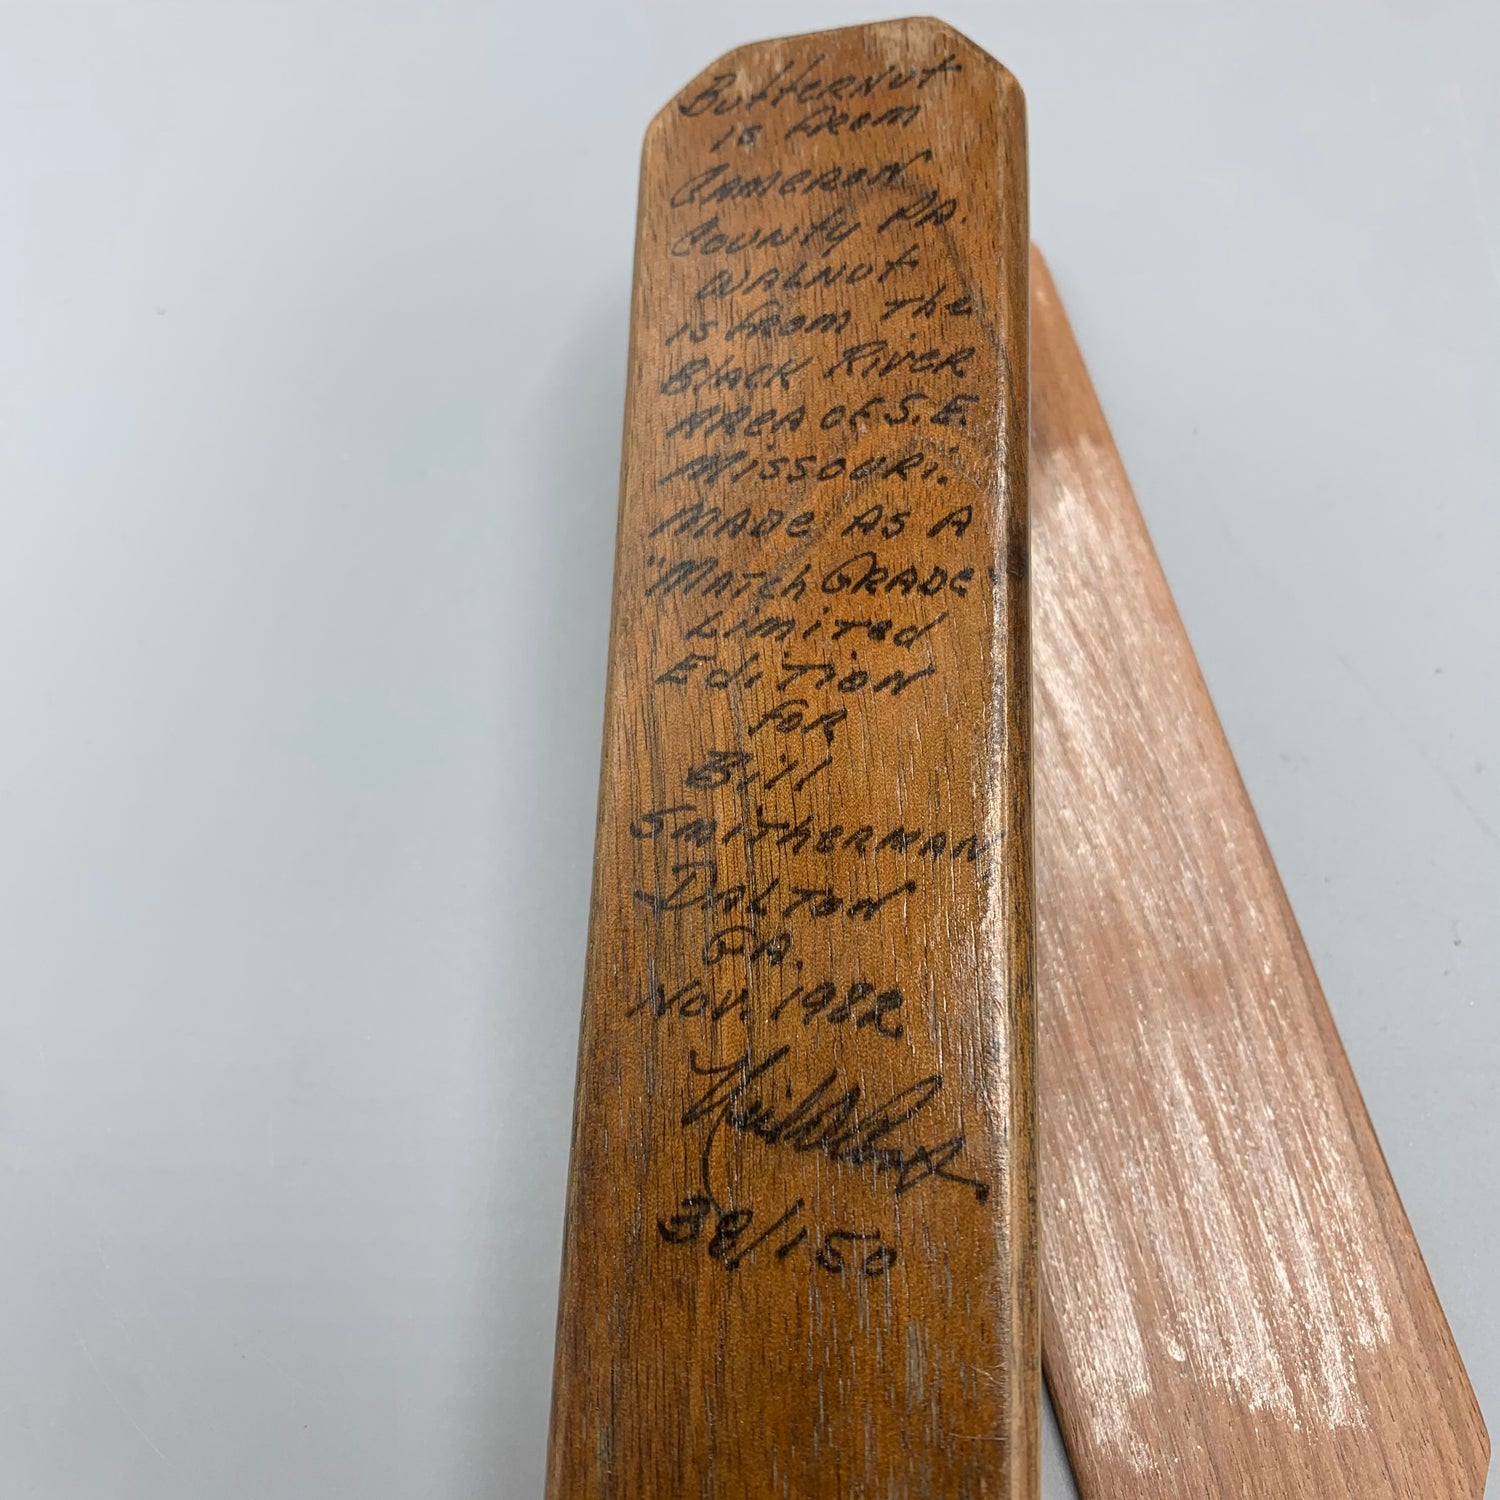 Butternut
is from
Cameron
County PA.
Walnut
is from the
Black River
Area of S.E.
Missouri.
Made as a
"Match Grade"
Limited
Edition
for
Bill
Smitherman,
Dalton
GA.
Nov. 1982
38/150